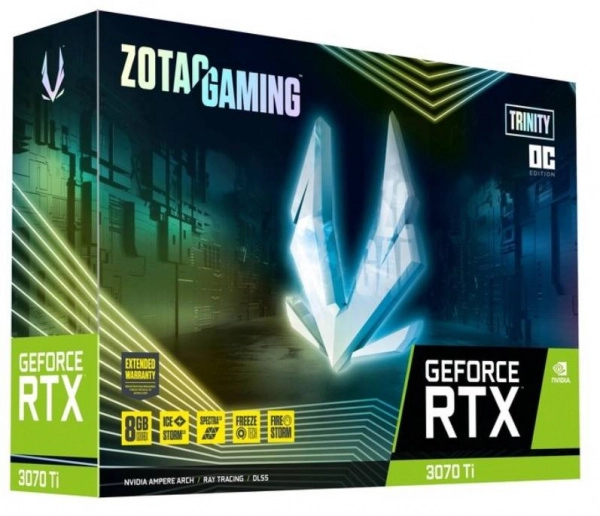 ZOTAC GAMING
TRINITY
OC
EDITION
EXTENDED
WARRANTY
8GB
ICE
STORM
SPECTRA
FREEZE
TECH
FIRE
STORM
NVIDIA AMPERE ARCH / RAY TRACING / DLSS
GEFORCE
RTX
3070 Ti
GEFORCE
RTX
NVIDIA
3070 Ti